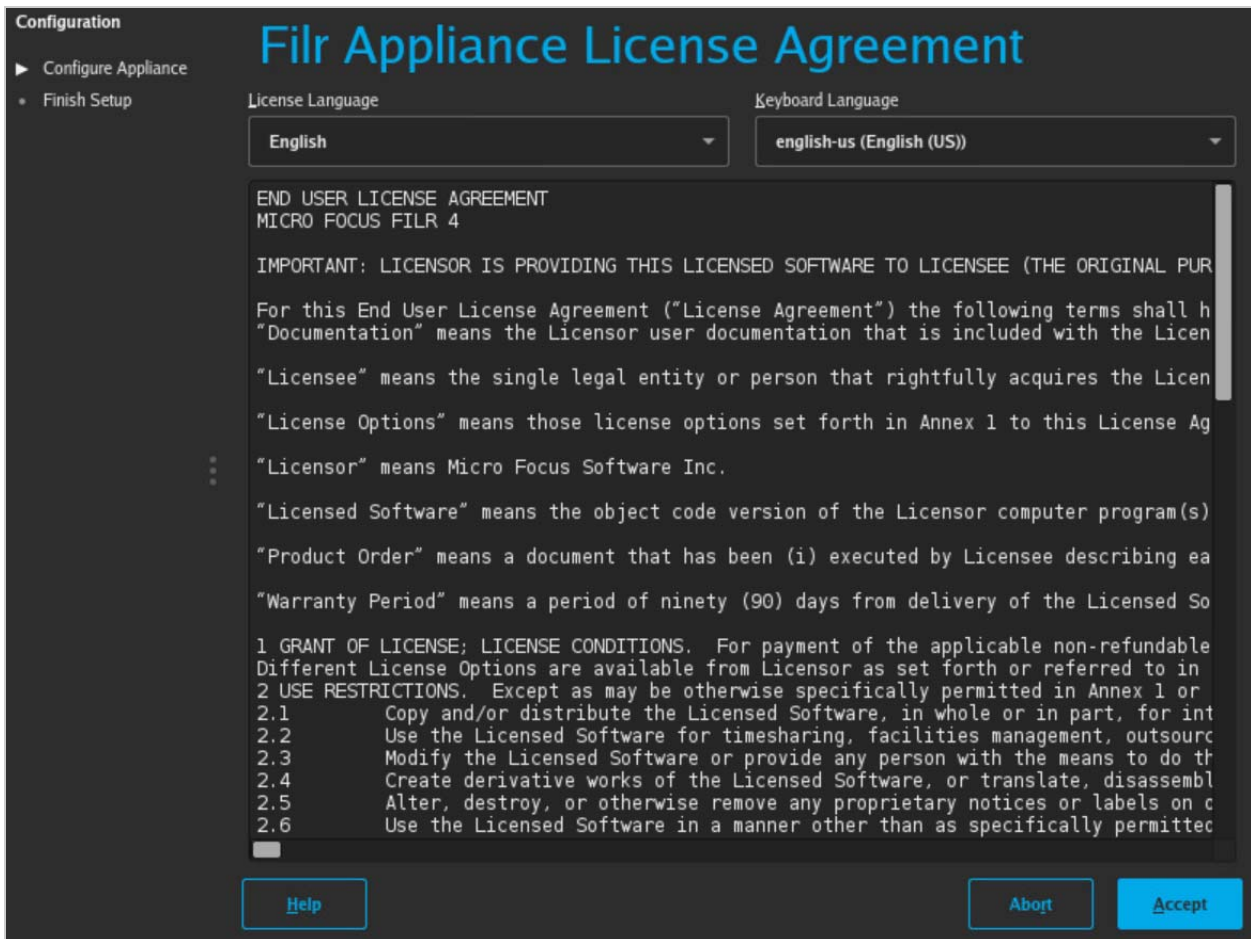 Configuration
Configure Appliance
Finish Setup
Filr Appliance License Agreement
License Language
Keyboard Language
English
english-us (English (US))
END USER LICENSE AGREEMENT
MICRO FOCUS FILR 4
IMPORTANT: LICENSOR IS PROVIDING THIS LICENSED SOFTWARE TO LICENSEE (THE ORIGINAL PUR
For this End User License Agreement (“License Agreement”) the following terms shall h
“Documentation” means the Licensor user documentation that is included with the Licen
“Licensee” means the single legal entity or person that rightfully acquires the Licen
“License Options” means those license options set forth in Annex 1 to this License Ag
“Licensor” means Micro Focus Software Inc.
“Licensed Software” means the object code version of the Licensor computer program(s)
“Product Order” means a document that has been (i) executed by Licensee describing ea
“Warranty Period” means a period of ninety (90) days from delivery of the Licensed So
1 GRANT OF LICENSE; LICENSE CONDITIONS.  For payment of the applicable non-refundable
Different License Options are available from Licensor as set forth or referred to in
2 USE RESTRICTIONS.  Except as may be otherwise specifically permitted in Annex 1 or
2.1 Copy and/or distribute the Licensed Software, in whole or in part, for int
2.2 Use the Licensed Software for timesharing, facilities management, outsourc
2.3 Modify the Licensed Software or provide any person with the means to do th
2.4 Create derivative works of the Licensed Software, or translate, disassembl
2.5 Alter, destroy, or otherwise remove any proprietary notices or labels on o
2.6 Use the Licensed Software in a manner other than as specifically permitted
Help
Abort
Accept